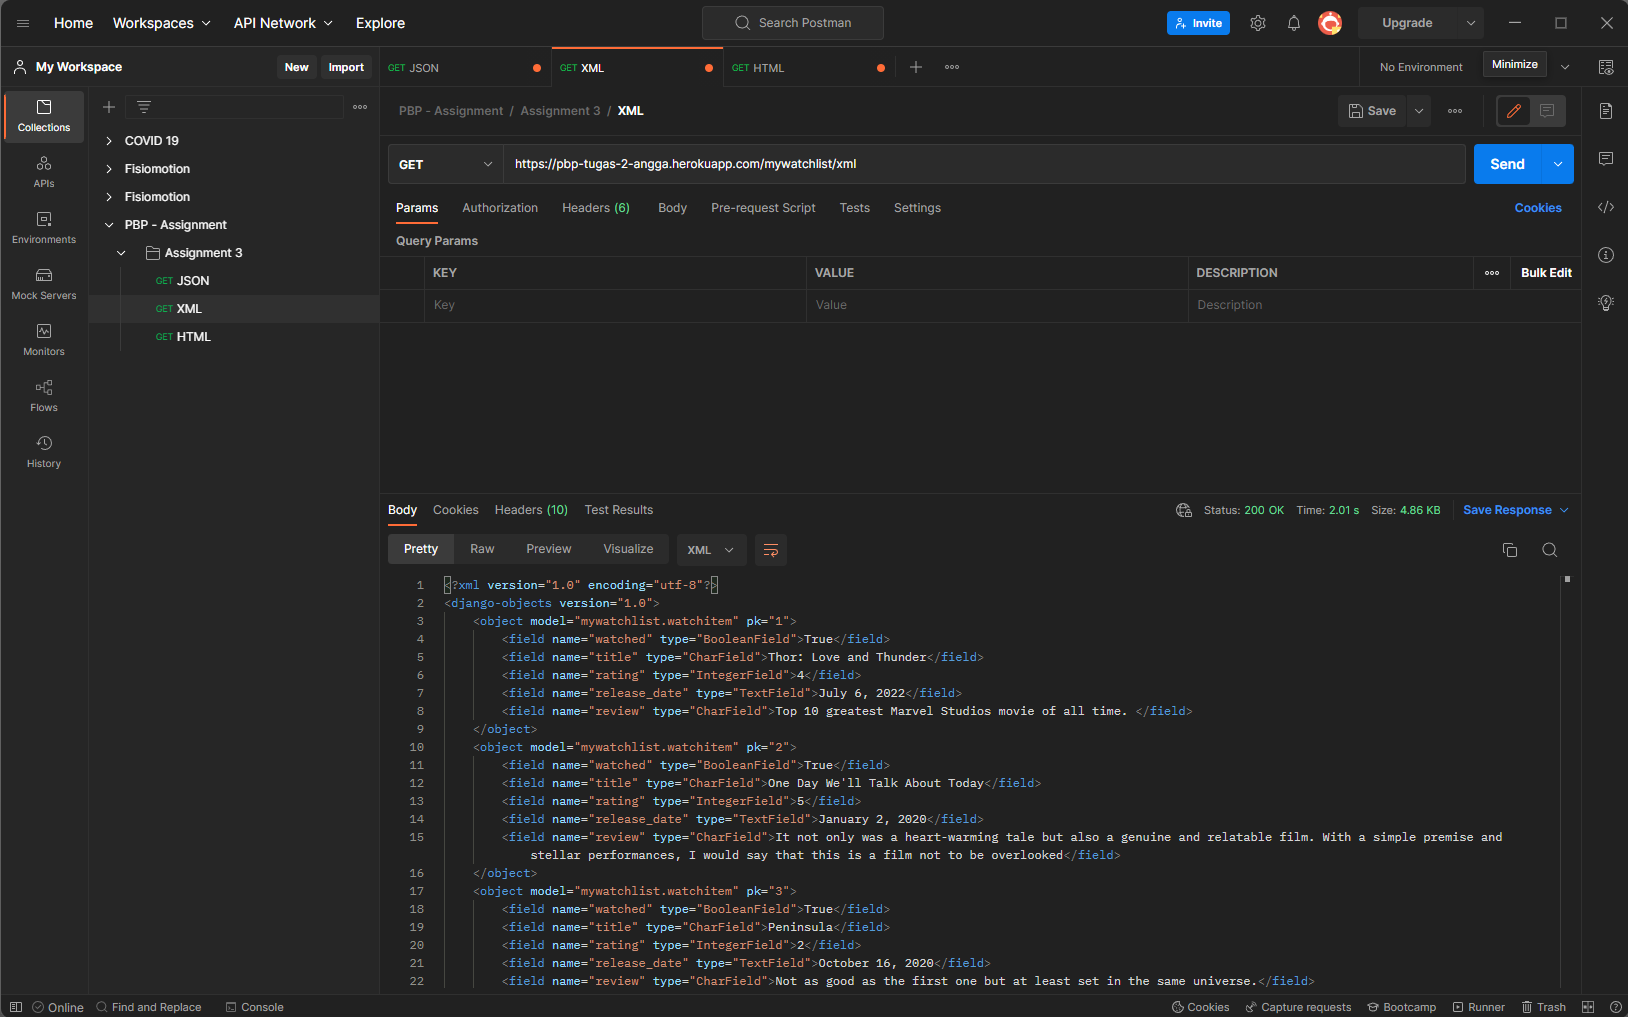 Home Workspaces API Network Explore Search Postman Invite Upgrade
My Workspace New Import GET JSON GET XML GET HTML No Environment Minimize
Collections
APIs
Environments
Mock Servers
Monitors
Flows
History
COVID 19
Fisiomotion
Fisiomotion
PBP - Assignment
Assignment 3
GET JSON
GET XML
GET HTML
PBP - Assignment / Assignment 3 / XML Save
GET https://pbp-tugas-2-angga.herokuapp.com/mywatchlist/xml Send
Params Authorization Headers (6) Body Pre-request Script Tests Settings Cookies
Query Params
KEY VALUE DESCRIPTION Bulk Edit
Key Value Description
Body Cookies Headers (10) Test Results Status: 200 OK Time: 2.01 s Size: 4.86 KB Save Response
Pretty Raw Preview Visualize XML
1 <?xml version="1.0" encoding="utf-8"?>
2 <django-objects version="1.0">
3 <object model="mywatchlist.watchitem" pk="1">
4 <field name="watched" type="BooleanField">True</field>
5 <field name="title" type="CharField">Thor: Love and Thunder</field>
6 <field name="rating" type="IntegerField">4</field>
7 <field name="release_date" type="TextField">July 6, 2022</field>
8 <field name="review" type="CharField">Top 10 greatest Marvel Studios movie of all time. </field>
9 </object>
10 <object model="mywatchlist.watchitem" pk="2">
11 <field name="watched" type="BooleanField">True</field>
12 <field name="title" type="CharField">One Day We'll Talk About Today</field>
13 <field name="rating" type="IntegerField">5</field>
14 <field name="release_date" type="TextField">January 2, 2020</field>
15 <field name="review" type="CharField">It not only was a heart-warming tale but also a genuine and relatable film. With a simple premise and
stellar performances, I would say that this is a film not to be overlooked</field>
16 </object>
17 <object model="mywatchlist.watchitem" pk="3">
18 <field name="watched" type="BooleanField">True</field>
19 <field name="title" type="CharField">Peninsula</field>
20 <field name="rating" type="IntegerField">2</field>
21 <field name="release_date" type="TextField">October 16, 2020</field>
22 <field name="review" type="CharField">Not as good as the first one but at least set in the same universe.</field>
Online Find and Replace Console Cookies Capture requests Bootcamp Runner Trash